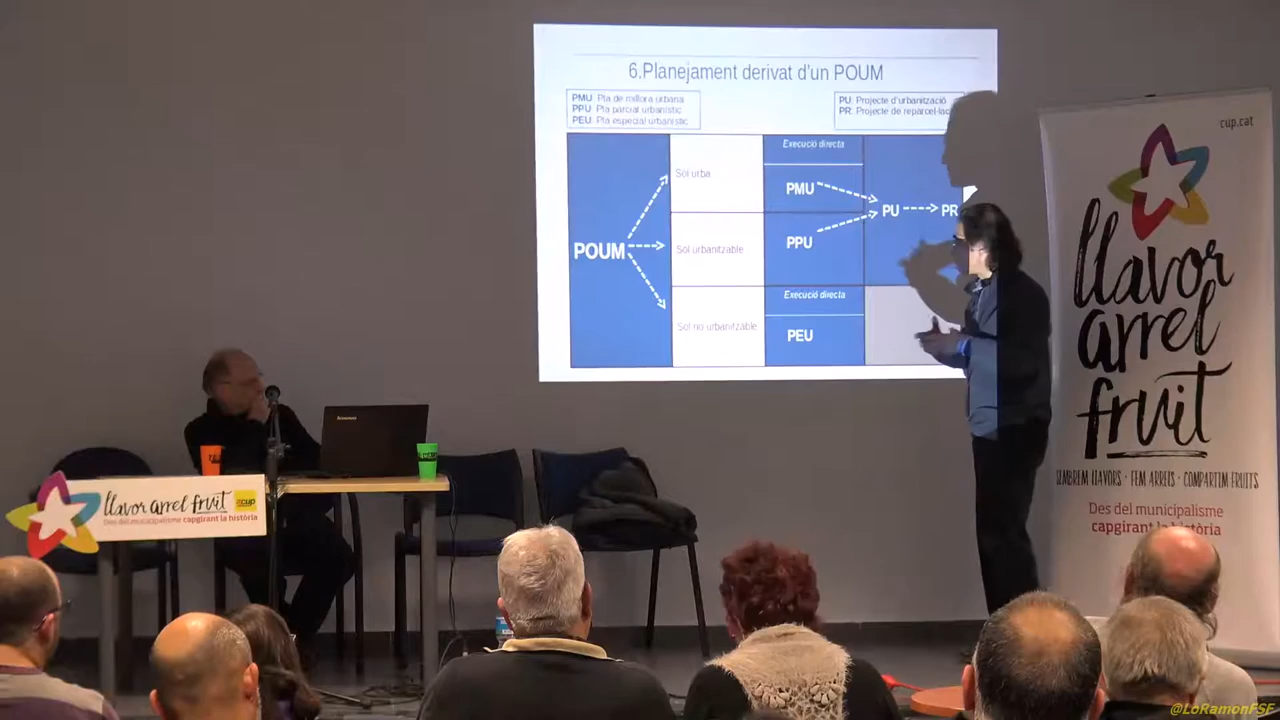 6.Planejament derivat d'un POUM
PMU: Pla de millora urbana
PPU: Pla parcial urbanístic
PEU: Pla especial urbanístic
PU: Projecte d'urbanització
PR: Projecte de reparcel·lac
POUM
Sòl urbà
Sòl urbanitzable
Sòl no urbanitzable
Execució directa
PMU
PPU
Execució directa
PEU
PU
PR
cup.cat
llavor
arrel
fruit
SEMBREM LLAVORS · FEM ARRELS · COMPARTIM FRUITS
Des del municipalisme
capgirant la història
lenovo
llavor arrel fruit
cup
Des del municipalisme capgirant la història
@LoRamonFSF